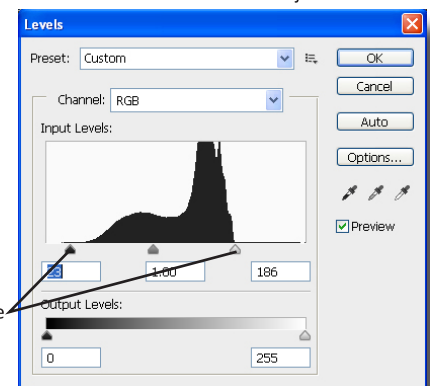 Levels
Preset: Custom
OK
Cancel
Channel: RGB
Auto
Input Levels:
Options...
Preview
1.00 186
e
Output Levels:
0 255